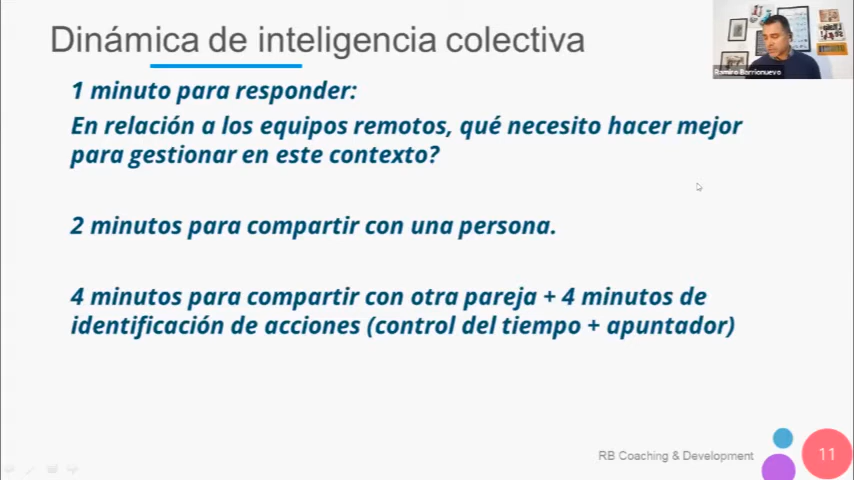 Dinámica de inteligencia colectiva
Ramiro Barrionuevo
1 minuto para responder:
En relación a los equipos remotos, qué necesito hacer mejor
para gestionar en este contexto?
2 minutos para compartir con una persona.
4 minutos para compartir con otra pareja + 4 minutos de
identificación de acciones (control del tiempo + apuntador)
RB Coaching & Development
11